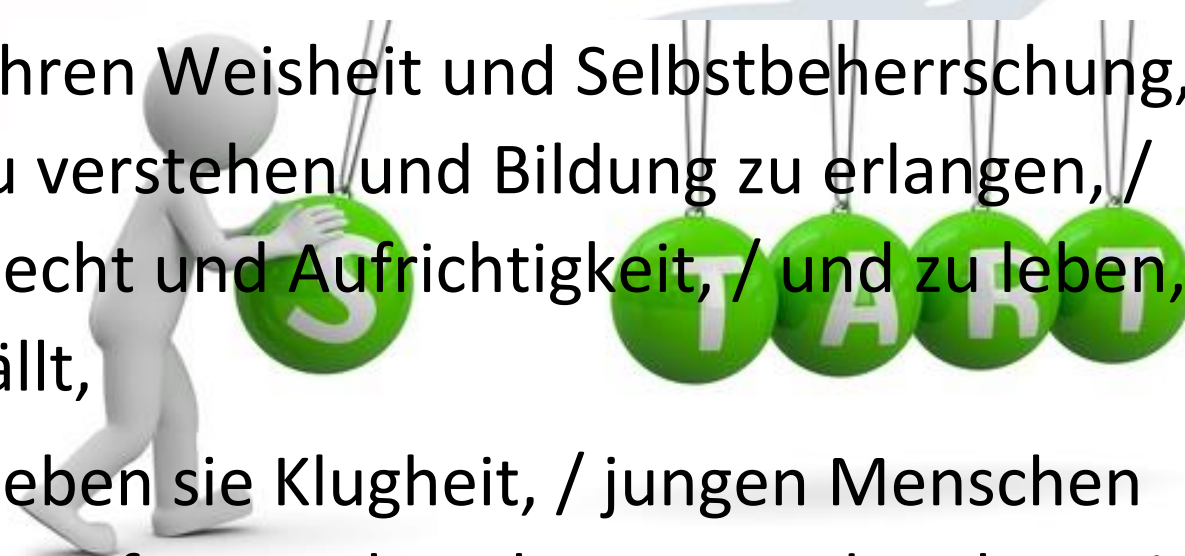 hren Weisheit und Selbstbeherrschung,
verstehen und Bildung zu erlangen, /
echt und Aufrichtigkeit, / und zu leben,
ällt,
eben sie Klugheit, / jungen Menschen
S T A R T